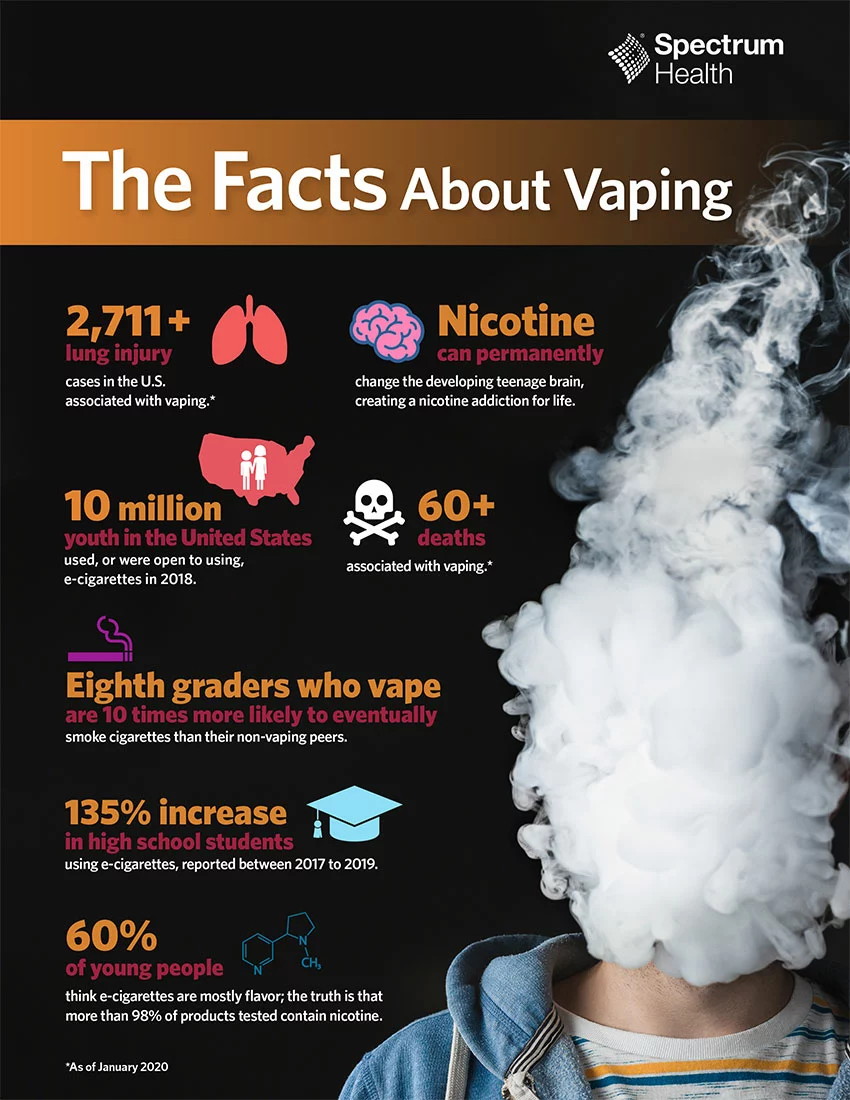 Spectrum
Health
The Facts About Vaping
2,711+
lung injury
cases in the U.S.
associated with vaping.*
Nicotine
can permanently
change the developing teenage brain,
creating a nicotine addiction for life.
10 million
youth in the United States
used, or were open to using,
e-cigarettes in 2018.
60+
deaths
associated with vaping.*
Eighth graders who vape
are 10 times more likely to eventually
smoke cigarettes than their non-vaping peers.
135% increase
in high school students
using e-cigarettes, reported between 2017 to 2019.
60%
of young people
think e-cigarettes are mostly flavor; the truth is that
more than 98% of products tested contain nicotine.
N
N
CH₃
*As of January 2020